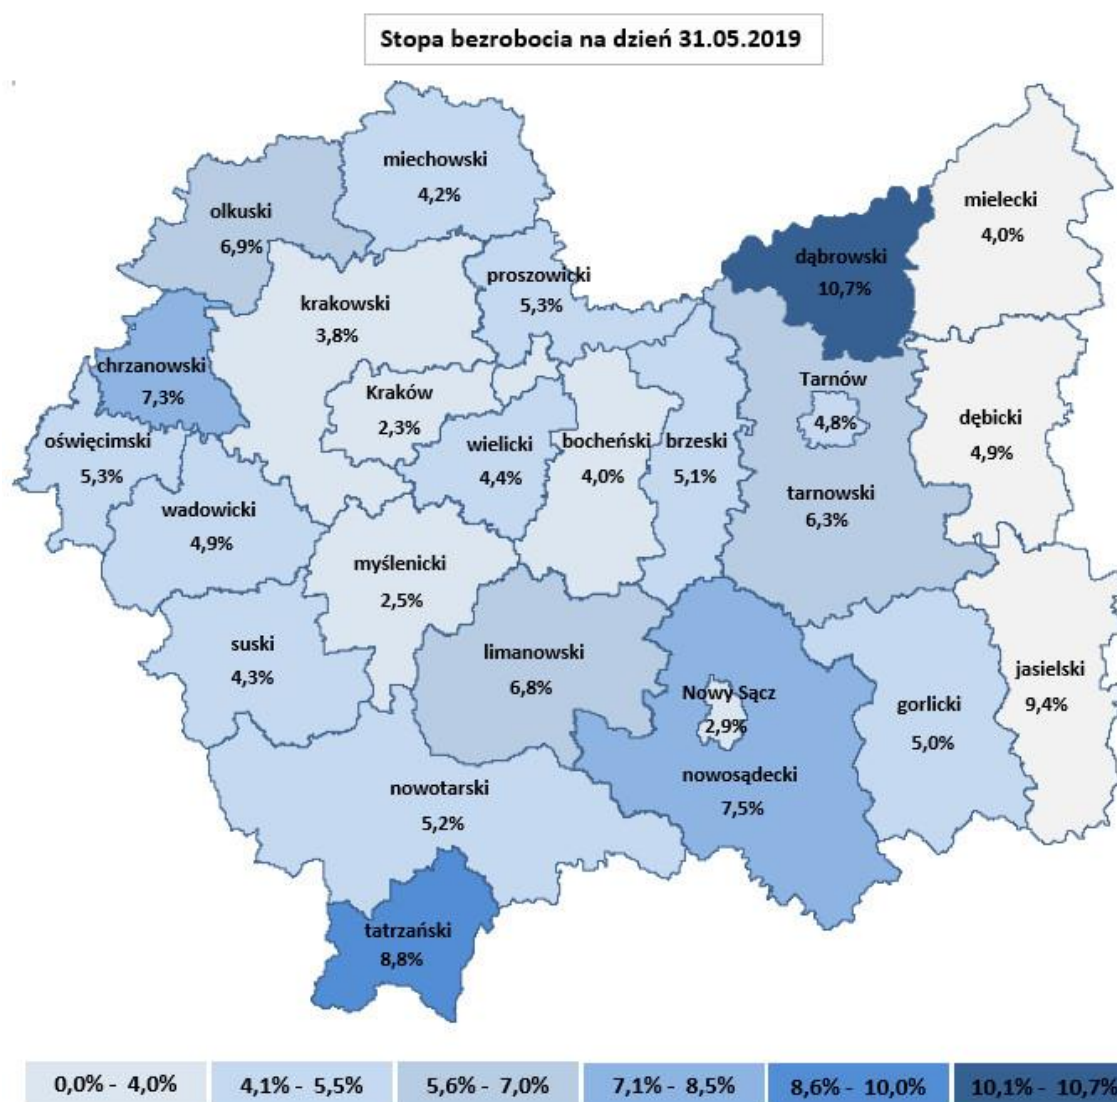 Stopa bezrobocia na dzień 31.05.2019
miechowski
4,2%
olkuski
6,9%
mielecki
4,0%
dąbrowski
10,7%
proszowicki
5,3%
krakowski
3,8%
chrzanowski
7,3%
Kraków
2,3%
Tarnów
4,8%
dębicki
4,9%
oświęcimski
5,3%
wielicki
4,4%
bocheński
4,0%
brzeski
5,1%
tarnowski
6,3%
wadowicki
4,9%
myślenicki
2,5%
suski
4,3%
limanowski
6,8%
Nowy Sącz
2,9%
gorlicki
5,0%
jasielski
9,4%
nowosądecki
7,5%
nowotarski
5,2%
tatrzański
8,8%
0,0% - 4,0%
4,1% - 5,5%
5,6% - 7,0%
7,1% - 8,5%
8,6% - 10,0%
10,1% - 10,7%